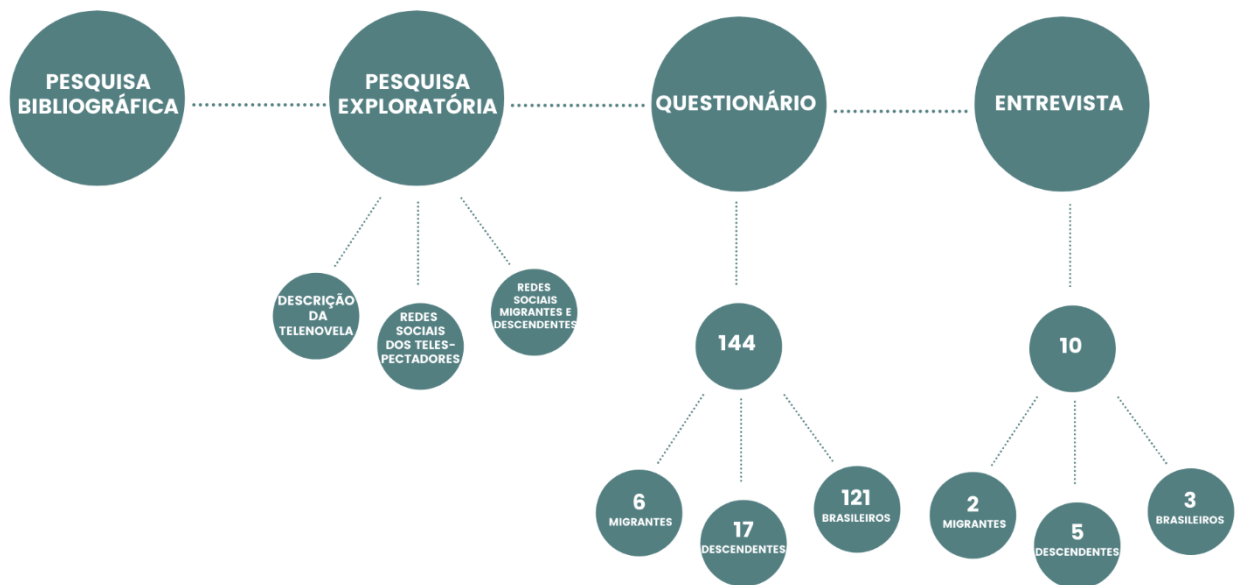 PESQUISA
BIBLIOGRÁFICA
PESQUISA
EXPLORATÓRIA
QUESTIONÁRIO
ENTREVISTA
DESCRIÇÃO
DA
TELENOVELA
REDES
SOCIAIS
DOS TELES-
PECTADORES
REDES
SOCIAIS
MIGRANTES E
DESCENDENTES
144
10
6
MIGRANTES
17
DESCENDENTES
121
BRASILEIROS
2
MIGRANTES
5
DESCENDENTES
3
BRASILEIROS